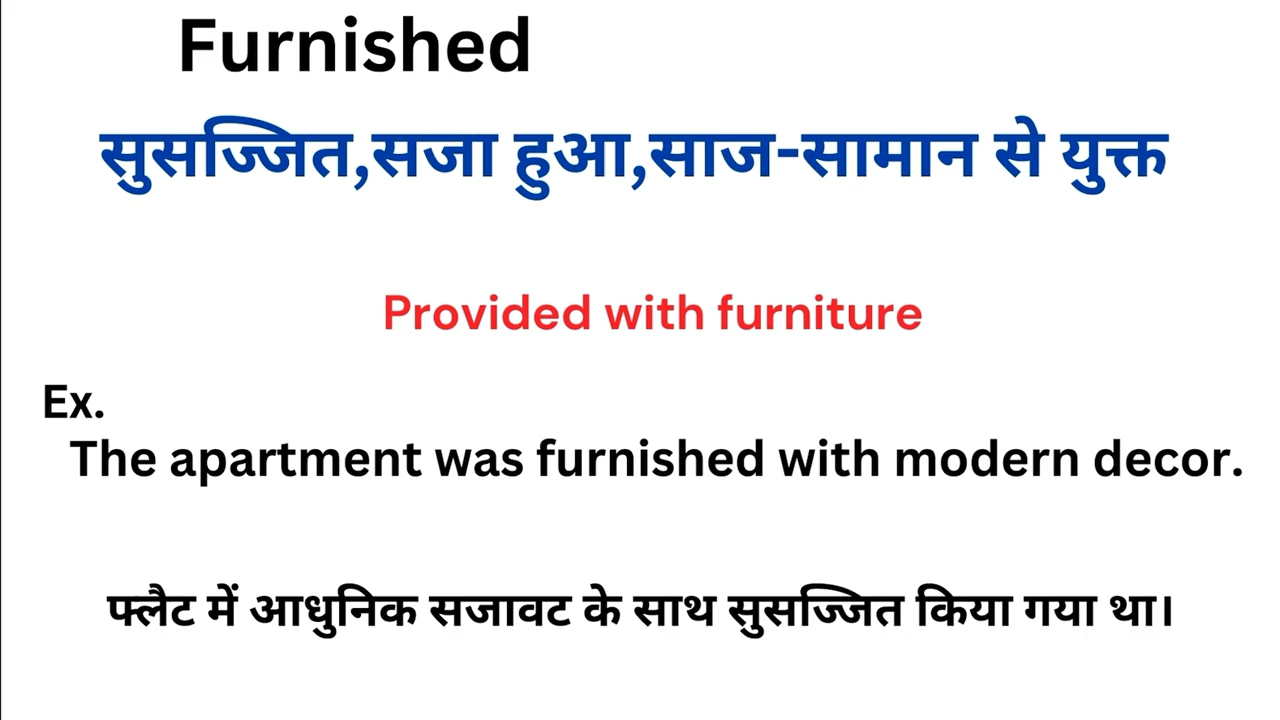 Furnished
सुसज्जित,सजा हुआ,साज-सामान से युक्त
Provided with furniture
Ex.
The apartment was furnished with modern decor.
फ्लैट में आधुनिक सजावट के साथ सुसज्जित किया गया था।